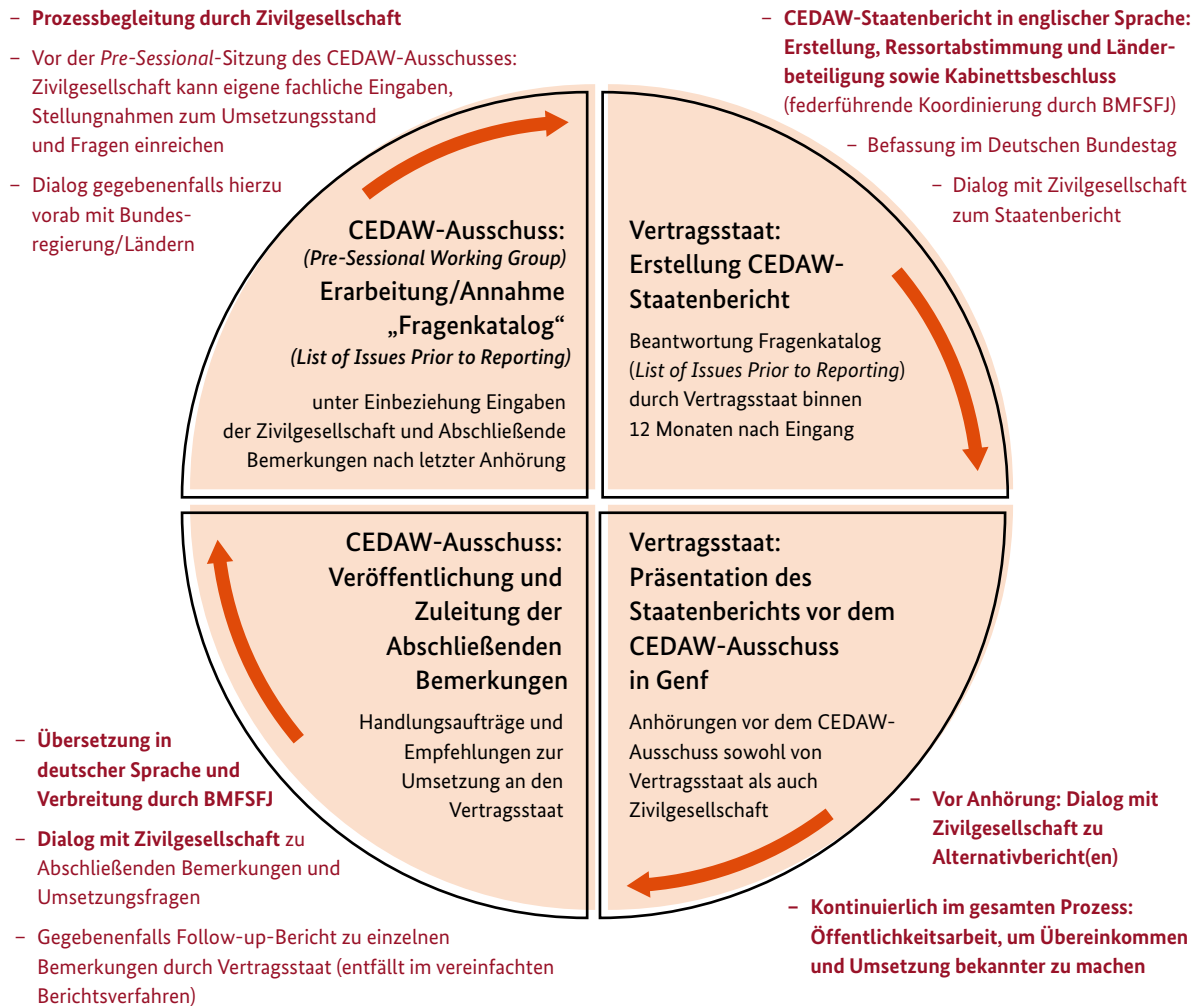 – Prozessbegleitung durch Zivilgesellschaft
– Vor der Pre-Sessional-Sitzung des CEDAW-Ausschusses:
Zivilgesellschaft kann eigene fachliche Eingaben,
Stellungnahmen zum Umsetzungsstand
und Fragen einreichen
– Dialog gegebenenfalls hierzu
vorab mit Bundes-
regierung/Ländern
– CEDAW-Staatenbericht in englischer Sprache:
Erstellung, Ressortabstimmung und Länder-
beteiligung sowie Kabinettsbeschluss
(federführende Koordinierung durch BMFSFJ)
– Befassung im Deutschen Bundestag
– Dialog mit Zivilgesellschaft
zum Staatenbericht
CEDAW-Ausschuss:
(Pre-Sessional Working Group)
Erarbeitung/Annahme
„Fragenkatalog“
(List of Issues Prior to Reporting)
unter Einbeziehung Eingaben
der Zivilgesellschaft und Abschließende
Bemerkungen nach letzter Anhörung
Vertragsstaat:
Erstellung CEDAW-
Staatenbericht
Beantwortung Fragenkatalog
(List of Issues Prior to Reporting)
durch Vertragsstaat binnen
12 Monaten nach Eingang
CEDAW-Ausschuss:
Veröffentlichung und
Zuleitung der
Abschließenden
Bemerkungen
Handlungsaufträge und
Empfehlungen zur
Umsetzung an den
Vertragsstaat
Vertragsstaat:
Präsentation des
Staatenberichts vor dem
CEDAW-Ausschuss
in Genf
Anhörungen vor dem CEDAW-
Ausschuss sowohl von
Vertragsstaat als auch
Zivilgesellschaft
– Übersetzung in
deutscher Sprache und
Verbreitung durch BMFSFJ
– Dialog mit Zivilgesellschaft zu
Abschließenden Bemerkungen und
Umsetzungsfragen
– Gegebenenfalls Follow-up-Bericht zu einzelnen
Bemerkungen durch Vertragsstaat (entfällt im vereinfachten
Berichtsverfahren)
– Vor Anhörung: Dialog mit
Zivilgesellschaft zu
Alternativbericht(en)
– Kontinuierlich im gesamten Prozess:
Öffentlichkeitsarbeit, um Übereinkommen
und Umsetzung bekannter zu machen